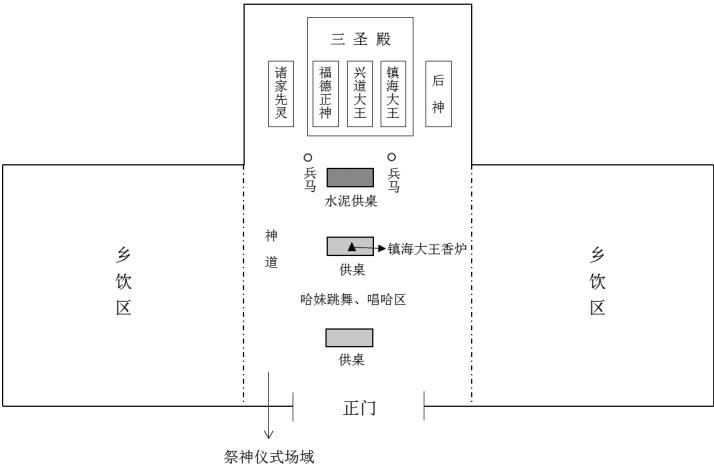 三圣殿
诸家先灵
福德正神
兴道大王
镇海大王
后神
兵马
兵马
水泥供桌
神道
镇海大王香炉
供桌
乡饮区
乡饮区
哈妹跳舞、唱哈区
供桌
正门
祭神仪式场域